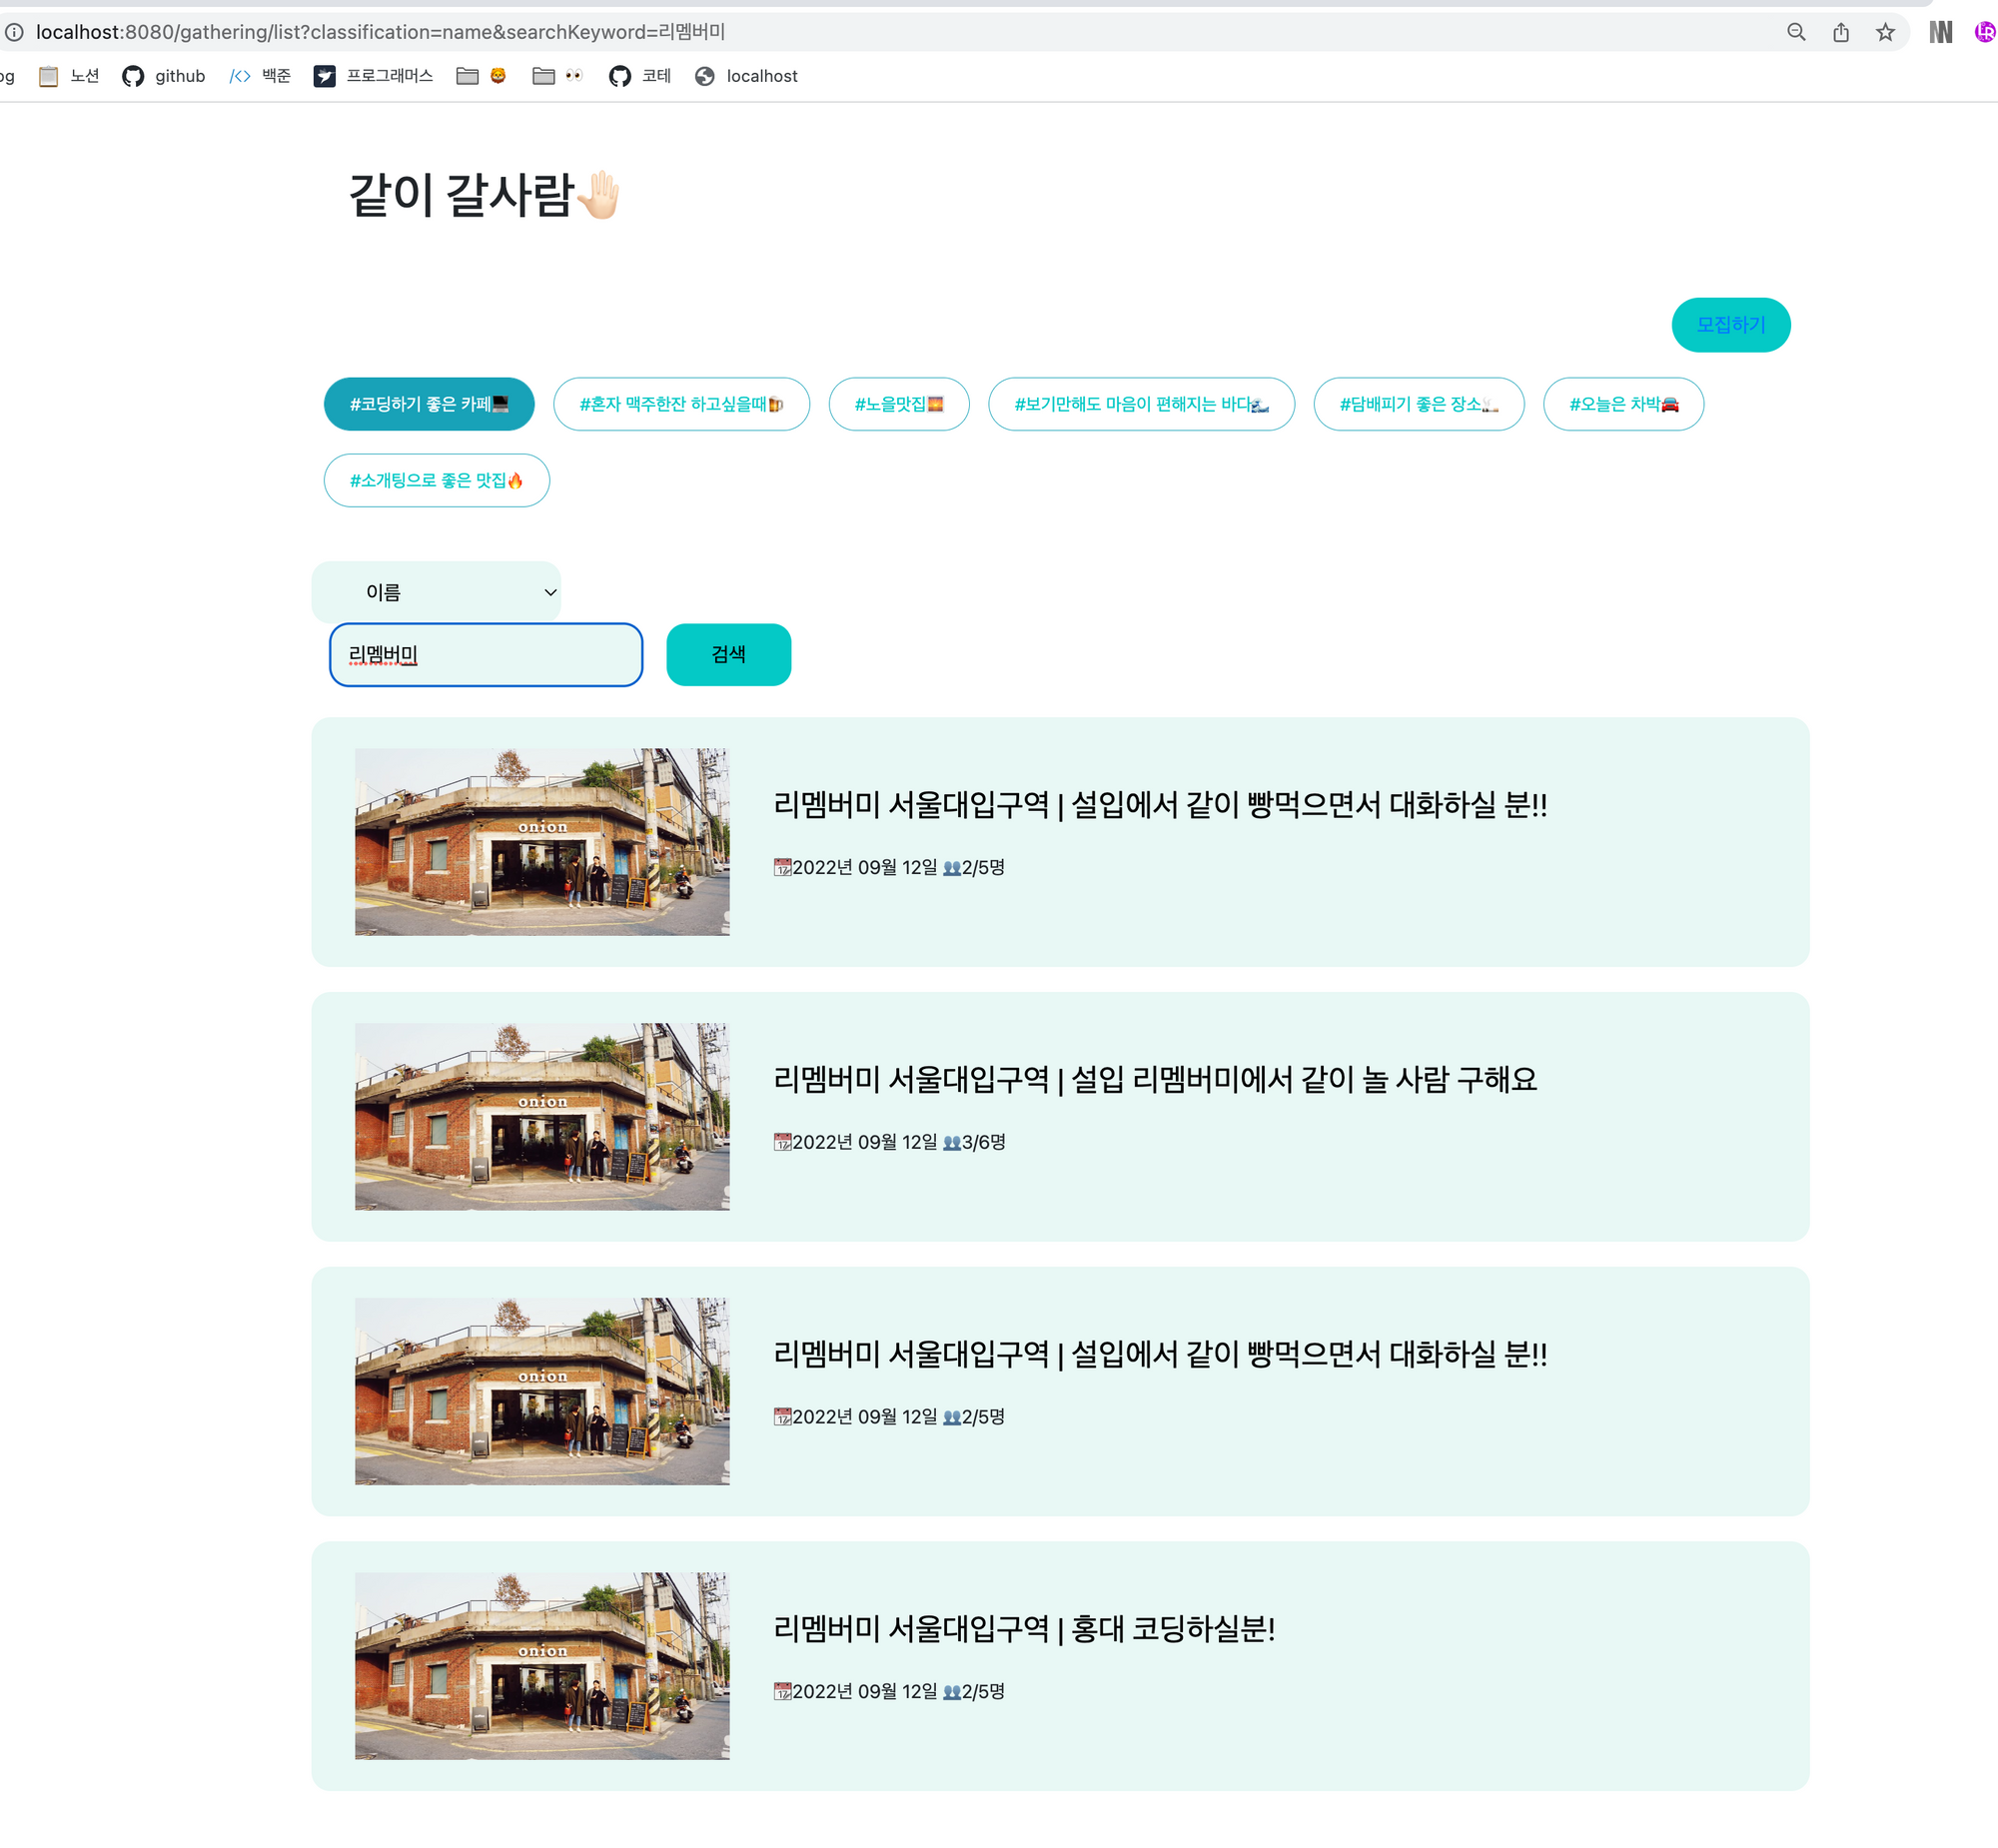 localhost:8080/gathering/list?classification=name&searchKeyword=리멤버미
og 노션 github 백준 프로그래머스 코테 localhost
같이 갈사람🤚🏻
모집하기
#코딩하기 좋은 카페💻 #혼자 맥주한잔 하고싶을때🍺 #노을맛집🌅 #보기만해도 마음이 편해지는 바다🌊 #담배피기 좋은 장소🚬 #오늘은 차박🚘
#소개팅으로 좋은 맛집🔥
이름
리멤버미 검색
onion
리멤버미 서울대입구역 | 설입에서 같이 빵먹으면서 대화하실 분!!
📆2022년 09월 12일 👥2/5명
onion
리멤버미 서울대입구역 | 설입 리멤버미에서 같이 놀 사람 구해요
📆2022년 09월 12일 👥3/6명
onion
리멤버미 서울대입구역 | 설입에서 같이 빵먹으면서 대화하실 분!!
📆2022년 09월 12일 👥2/5명
onion
리멤버미 서울대입구역 | 홍대 코딩하실분!
📆2022년 09월 12일 👥2/5명